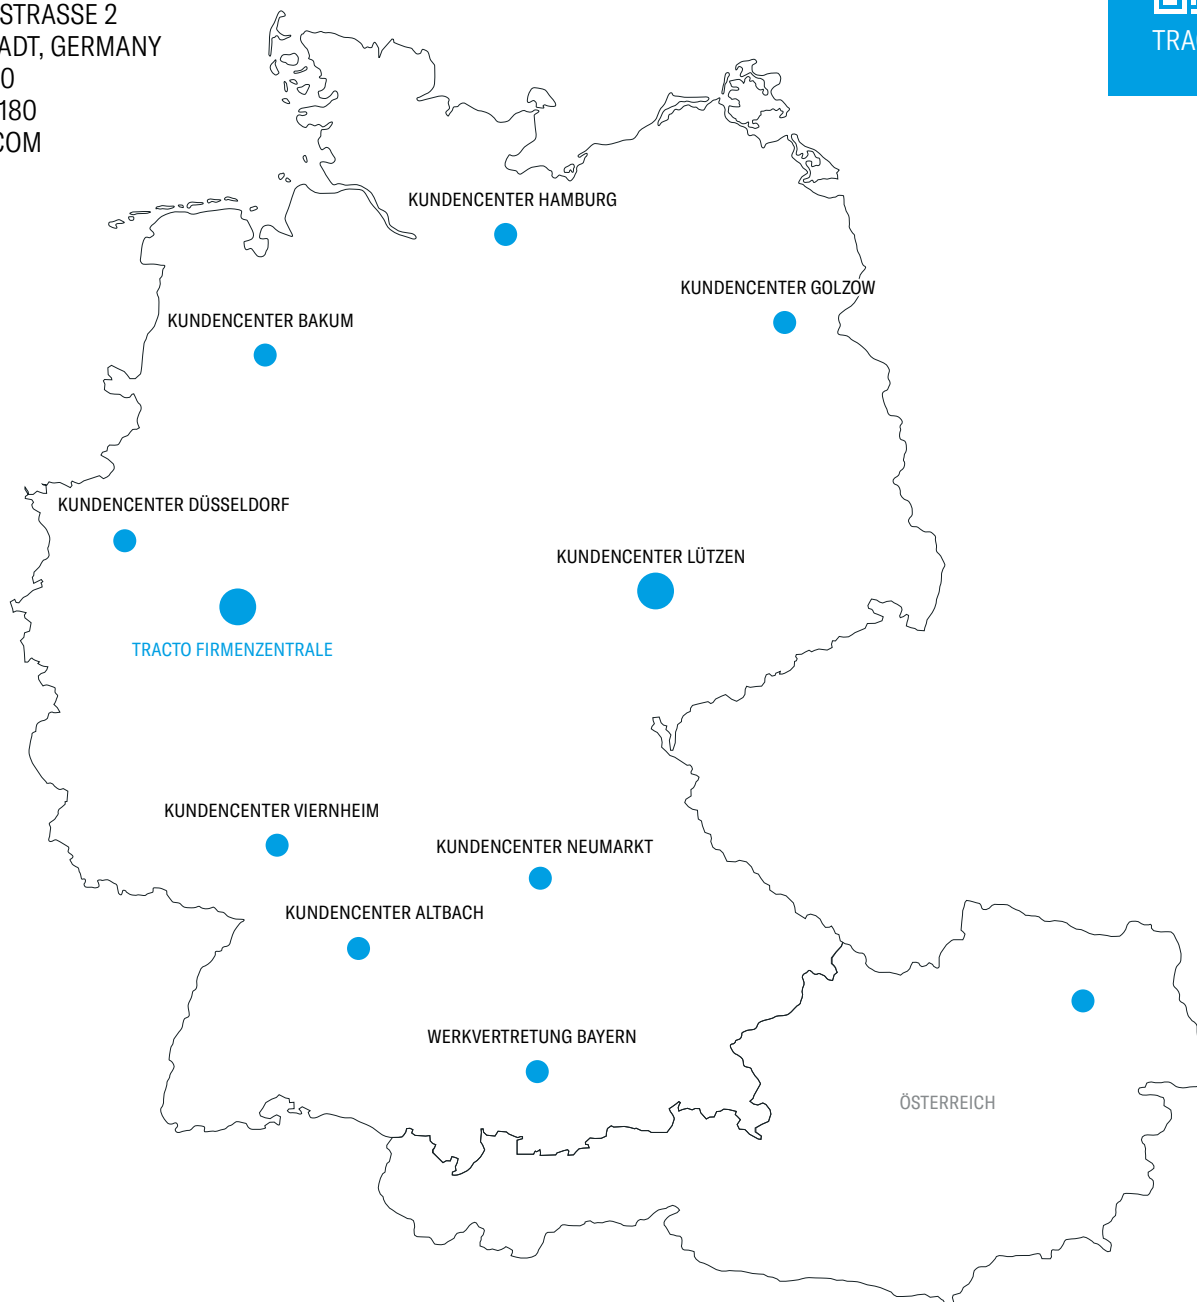 STRASSE 2
ADT, GERMANY
0
180
COM
TRAC
KUNDENCENTER HAMBURG
KUNDENCENTER GOLZOW
KUNDENCENTER BAKUM
KUNDENCENTER DÜSSELDORF
KUNDENCENTER LÜTZEN
TRACTO FIRMENZENTRALE
KUNDENCENTER VIERNHEIM
KUNDENCENTER NEUMARKT
KUNDENCENTER ALTBACH
WERKVERTRETUNG BAYERN
ÖSTERREICH